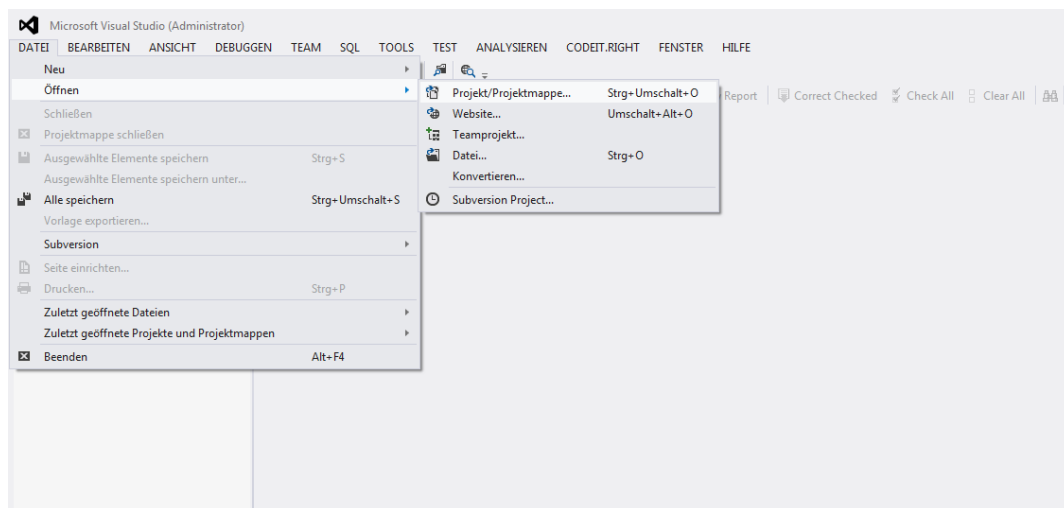 Microsoft Visual Studio (Administrator)
DATEI BEARBEITEN ANSICHT DEBUGGEN TEAM SQL TOOLS TEST ANALYSIEREN CODEIT.RIGHT FENSTER HILFE
Neu
Öffnen
Schließen
Projektmappe schließen
Ausgewählte Elemente speichern Strg+S
Ausgewählte Elemente speichern unter...
Alle speichern Strg+Umschalt+S
Vorlage exportieren...
Subversion
Seite einrichten...
Drucken... Strg+P
Zuletzt geöffnete Dateien
Zuletzt geöffnete Projekte und Projektmappen
Beenden Alt+F4
Projekt/Projektmappe... Strg+Umschalt+O
Website... Umschalt+Alt+O
Teamprojekt...
Datei... Strg+O
Konvertieren...
Subversion Project...
Report Correct Checked Check All Clear All